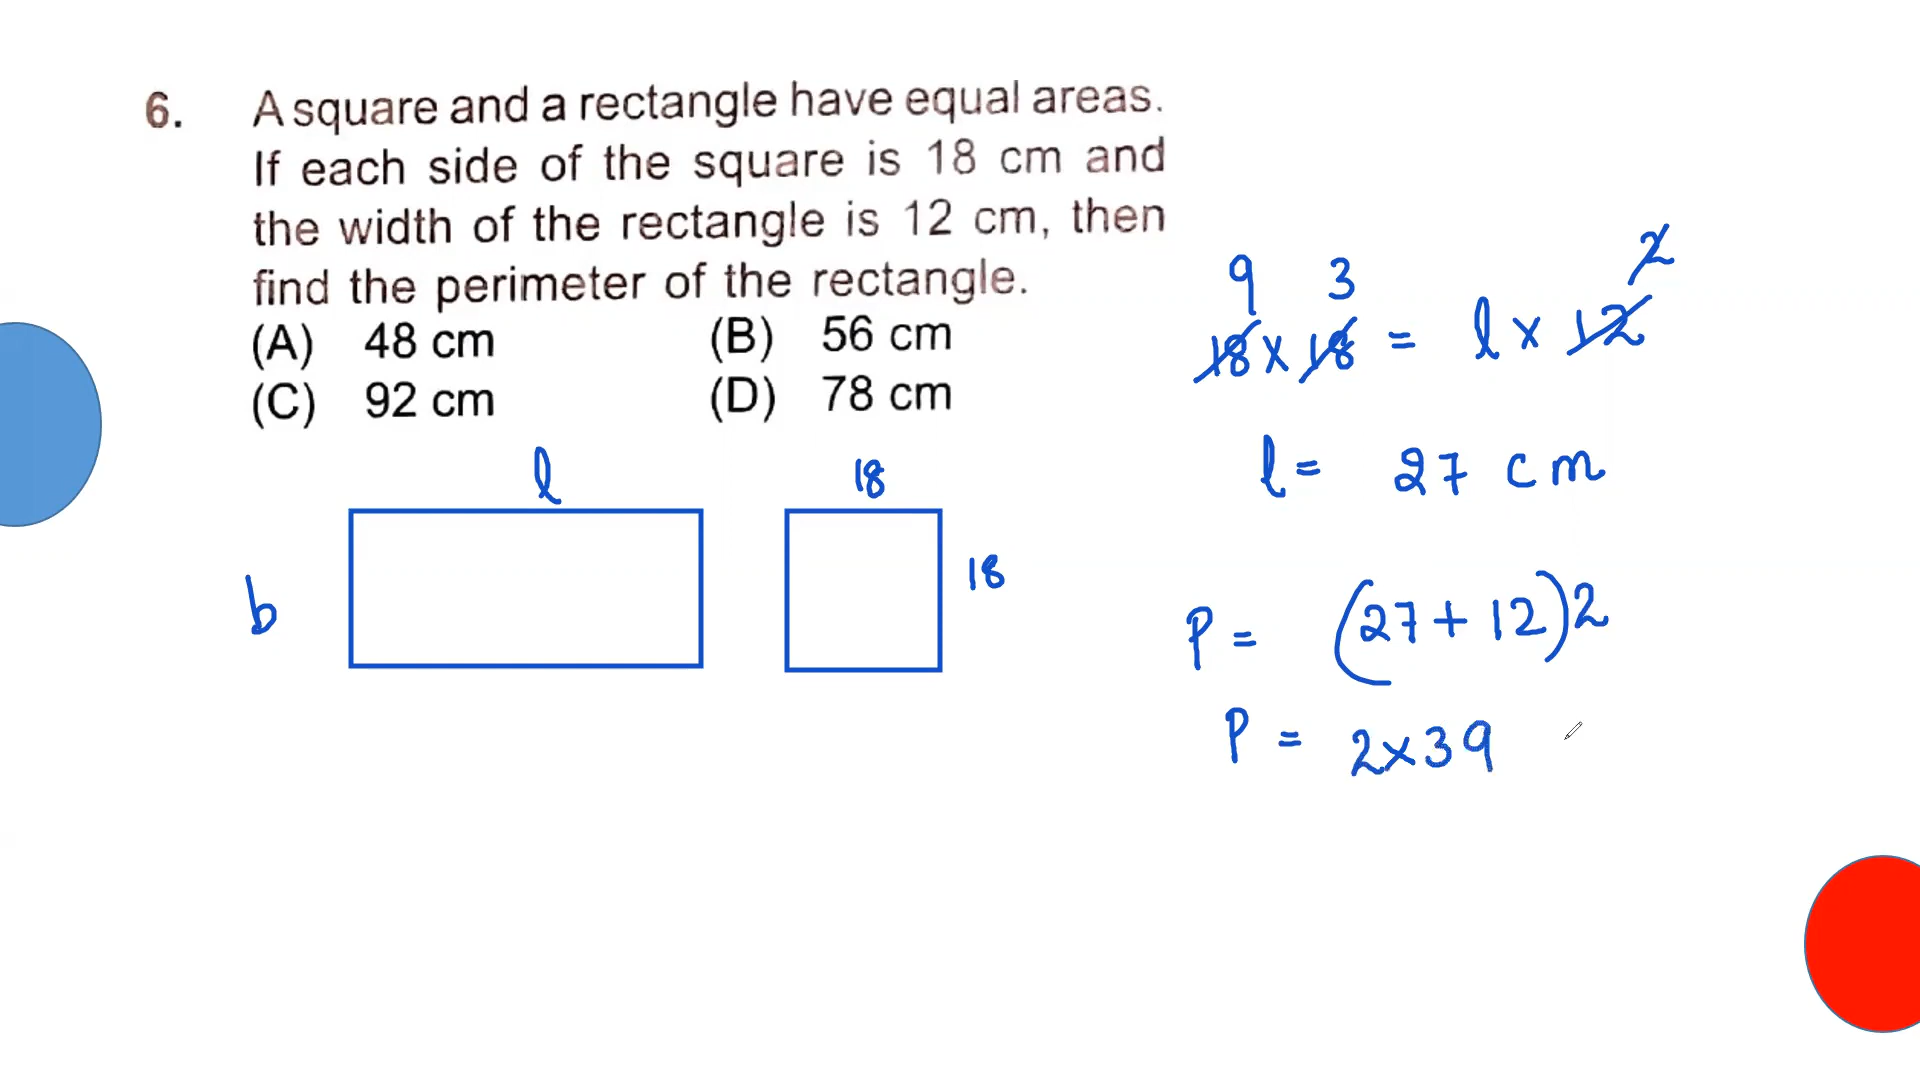 6. A square and a rectangle have equal areas.
If each side of the square is 18 cm and
the width of the rectangle is 12 cm, then
find the perimeter of the rectangle.
(A) 48 cm (B) 56 cm
(C) 92 cm (D) 78 cm
l 18
b 18
9 3 2
18 x 18 = l x 12
l = 27 cm
P = (27 + 12)2
P = 2x39